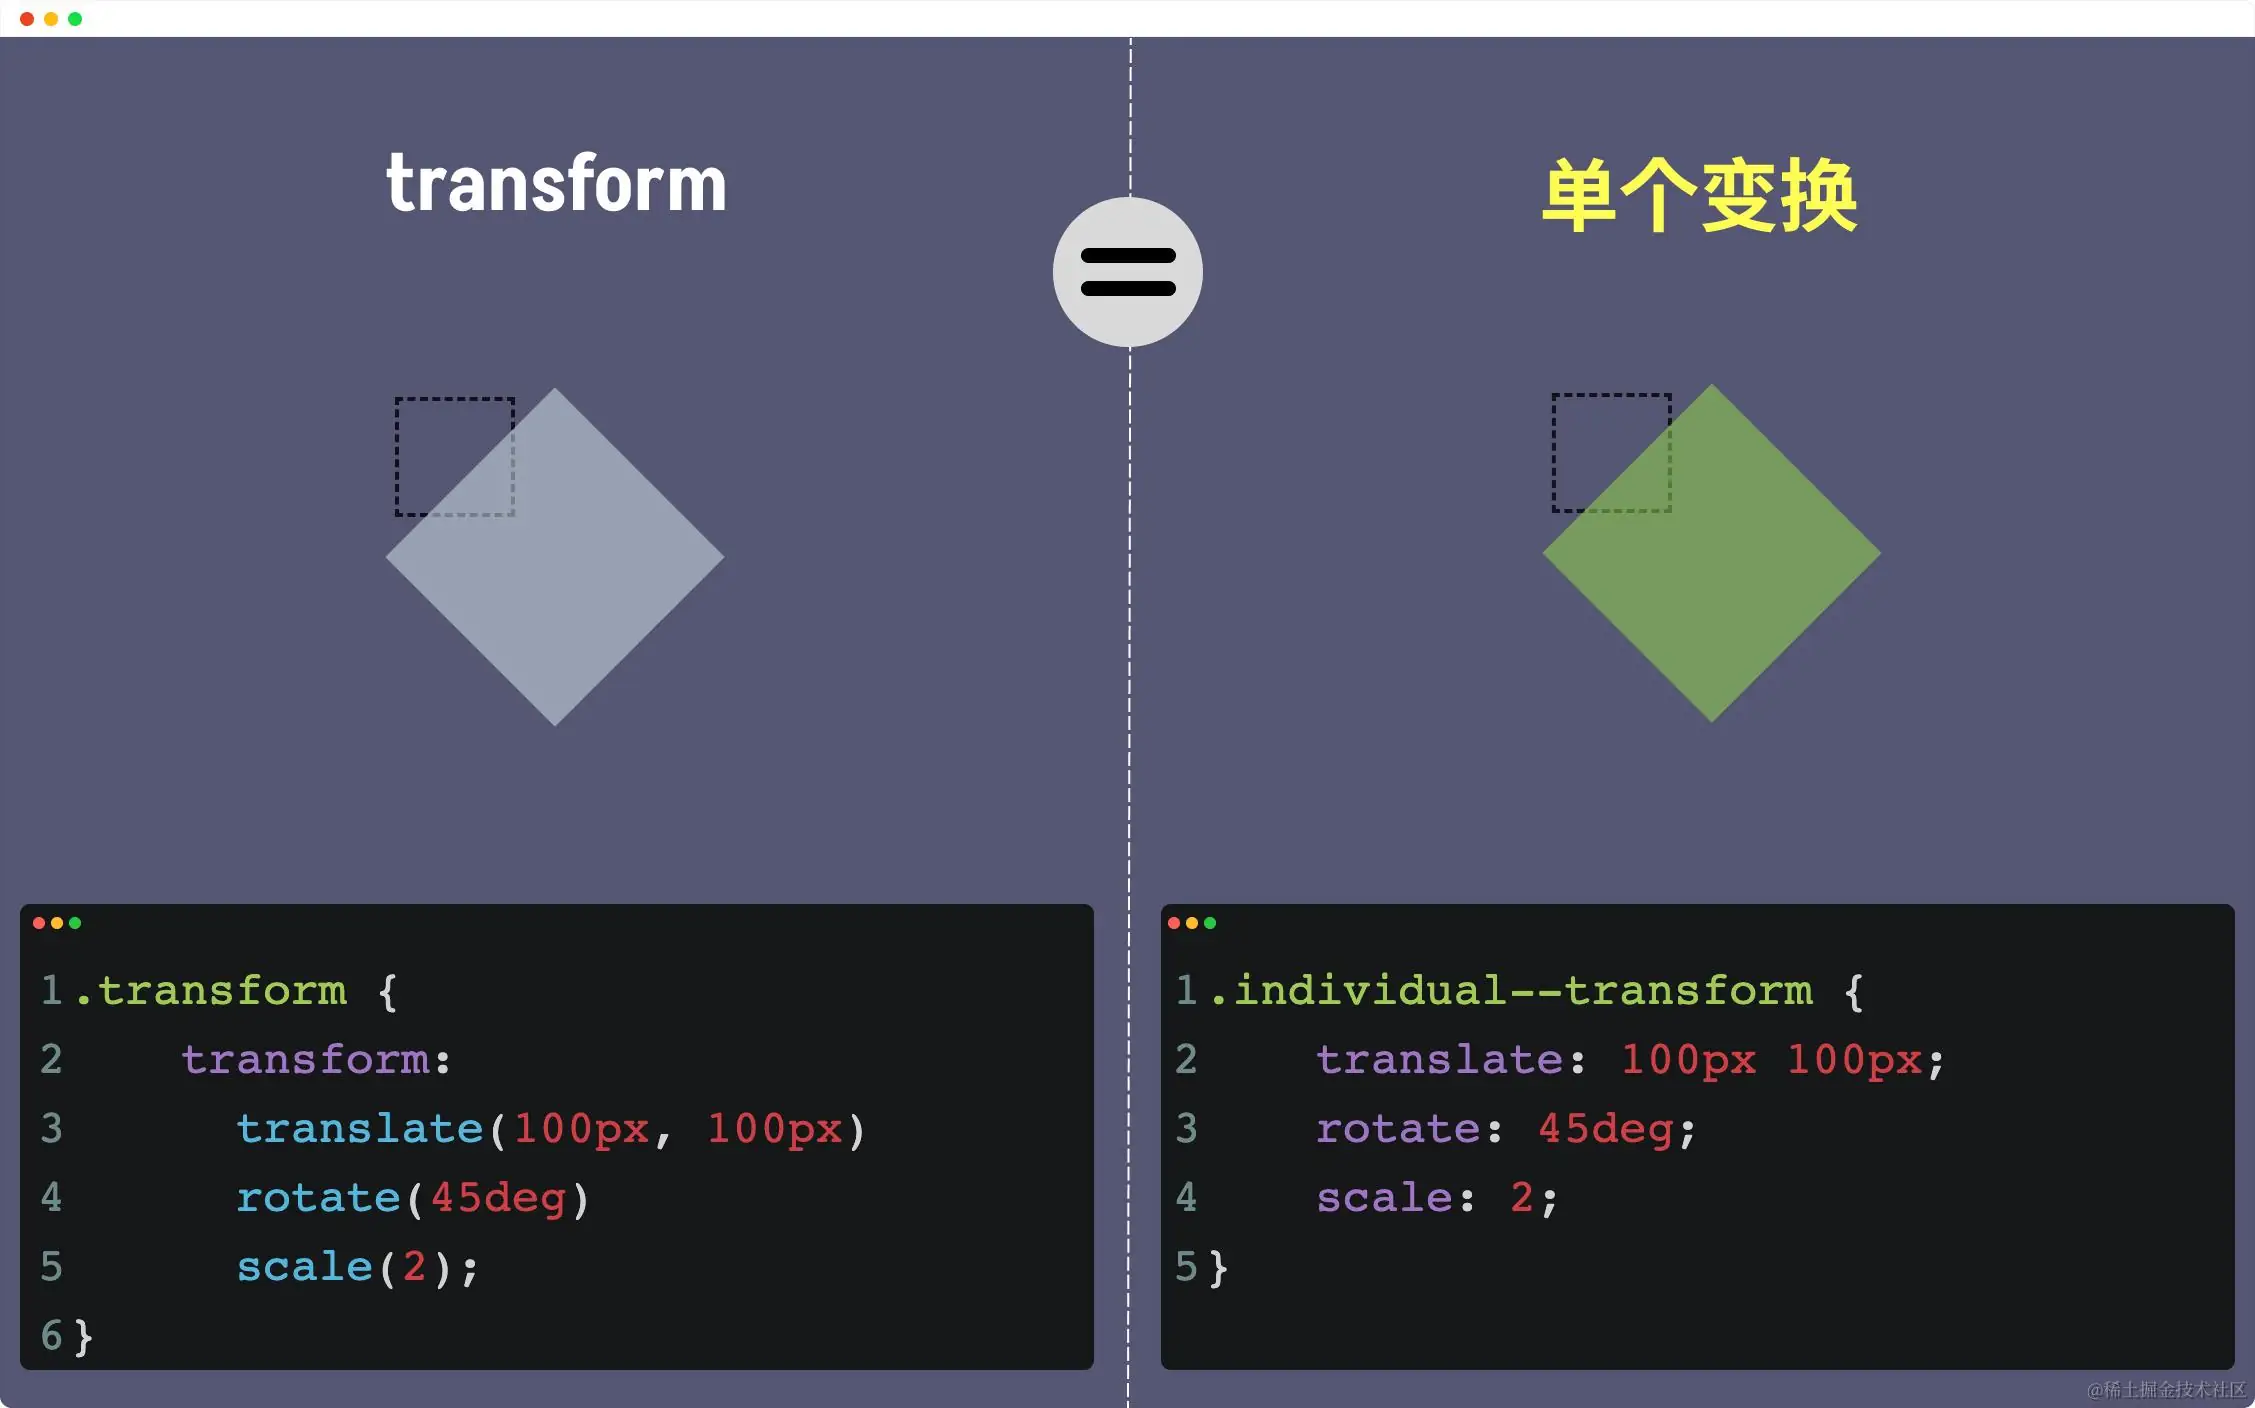 transform
单个变换
1 .transform {
2 transform:
3 translate(100px, 100px)
4 rotate(45deg)
5 scale(2);
6 }
1 .individual--transform {
2 translate: 100px 100px;
3 rotate: 45deg;
4 scale: 2;
5 }
@稀土掘金技术社区